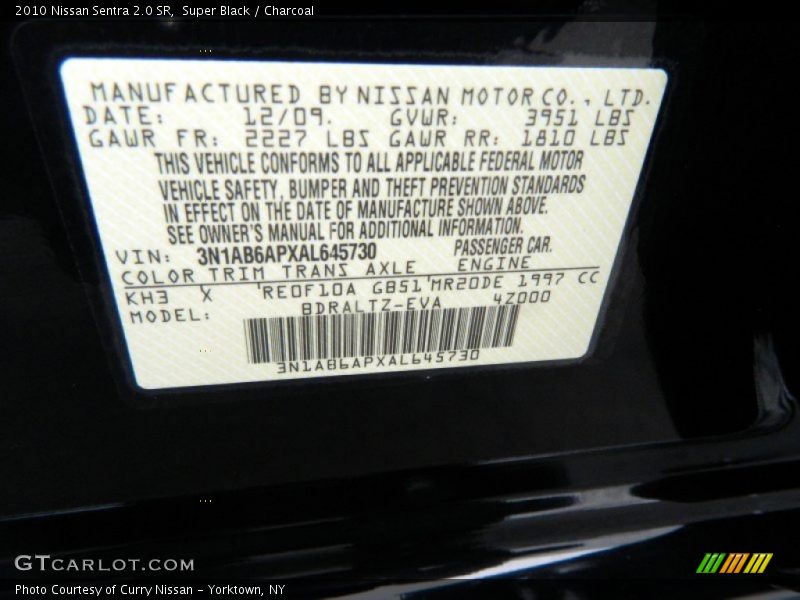 2010 Nissan Sentra 2.0 SR,  Super Black / Charcoal
MANUFACTURED BY NISSAN MOTOR CO., LTD.
DATE: 12/09. GVWR: 3951 LBS
GAWR FR: 2227 LBS GAWR RR: 1810 LBS
THIS VEHICLE CONFORMS TO ALL APPLICABLE FEDERAL MOTOR
VEHICLE SAFETY, BUMPER AND THEFT PREVENTION STANDARDS
IN EFFECT ON THE DATE OF MANUFACTURE SHOWN ABOVE.
SEE OWNER'S MANUAL FOR ADDITIONAL INFORMATION.
VIN: 3N1AB6APXAL645730 PASSENGER CAR.
COLOR TRIM TRANS AXLE ENGINE
KH3 X RE0F10A GB51 MR20DE 1997 CC
MODEL: BDRALTZ-EVA 4Z000
3N1AB6APXAL645730
GTCARLOT.COM
Photo Courtesy of Curry Nissan - Yorktown, NY